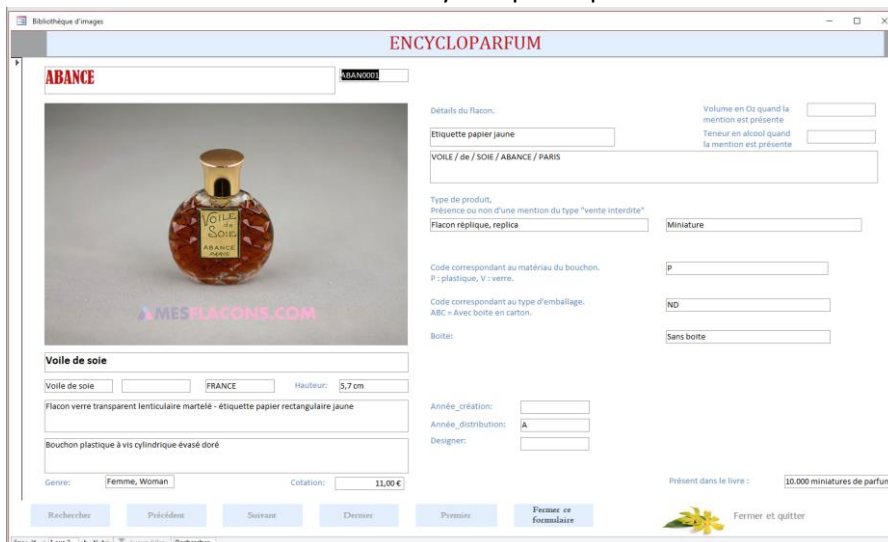 Bibliothèque d'images
ENCYCLOPARFUM
ABANCE
ABAN0001
VOILE
de
SOIE
ABANCE
PARIS
AMESFLACONS.COM
Voile de soie
Voile de soie
FRANCE
Hauteur:
5,7 cm
Flacon verre transparent lenticulaire martelé - étiquette papier rectangulaire jaune
Bouchon plastique à vis cylindrique évasé doré
Genre:
Femme, Woman
Cotation:
11,00 €
Détails du flacon.
Volume en Oz quand la
mention est présente
Etiquette papier jaune
Teneur en alcool quand
la mention est présente
VOILE / de / SOIE / ABANCE / PARIS
Type de produit,
Présence ou non d'une mention du type "vente interdite"
Flacon réplique, replica
Miniature
Code correspondant au matériau du bouchon.
P : plastique, V : verre.
P
Code correspondant au type d'emballage.
ABC = Avec boite en carton.
ND
Boite:
Sans boite
Année_création:
Année_distribution:
A
Designer:
Présent dans le livre :
10.000 miniatures de parfum
Rechercher
Précédent
Suivant
Dernier
Premier
Fermer ce
formulaire
Fermer et quitter